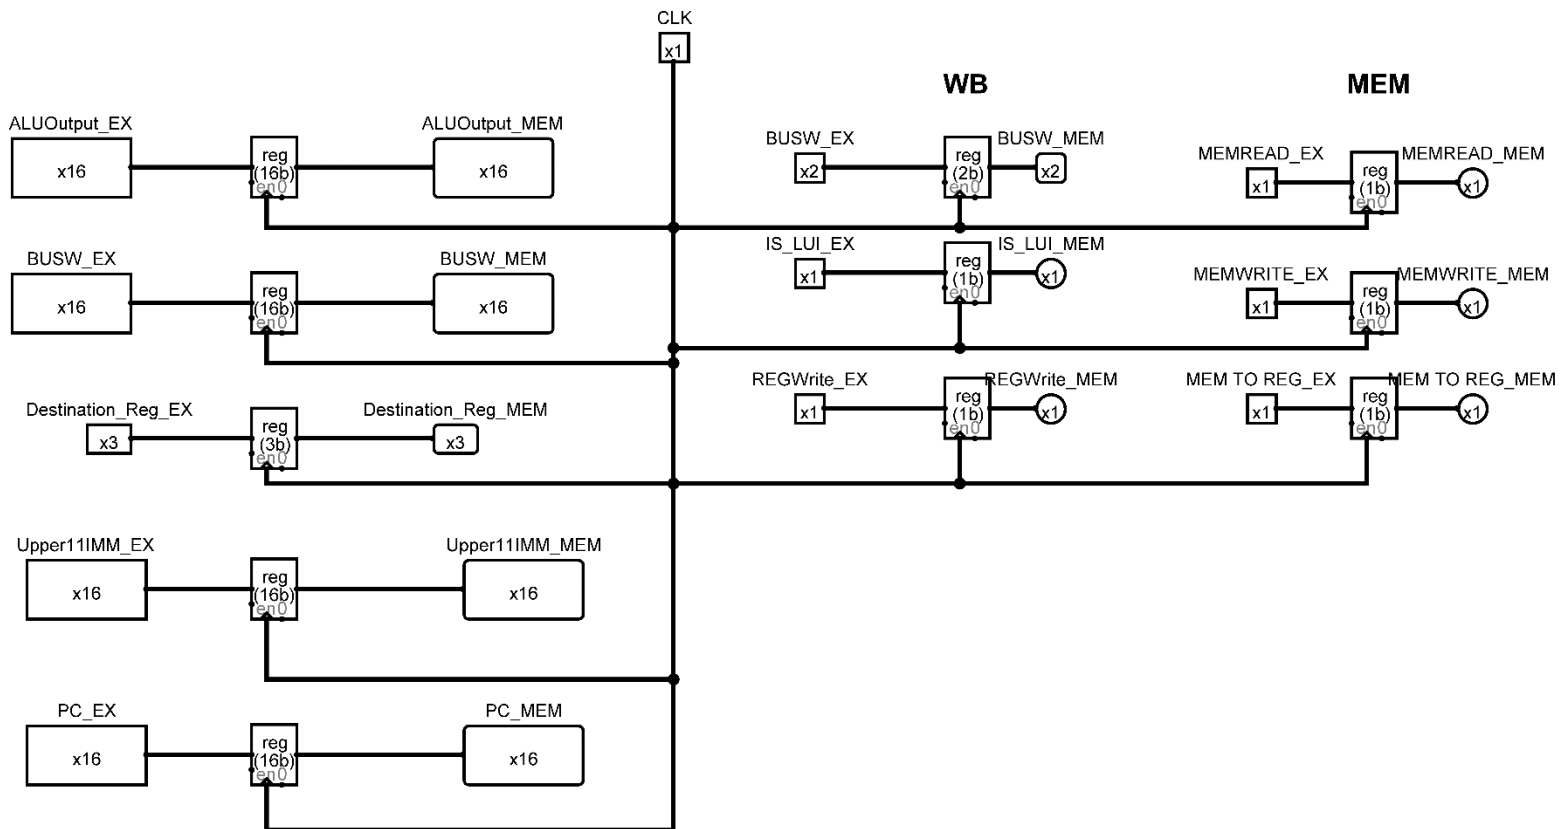 CLK
x1
WB
MEM
ALUOutput_EX
x16
reg
(16b)
en0
ALUOutput_MEM
x16
BUSW_EX
x2
reg
(2b)
en0
BUSW_MEM
x2
MEMREAD_EX
x1
reg
(1b)
en0
MEMREAD_MEM
x1
BUSW_EX
x16
reg
(16b)
en0
BUSW_MEM
x16
IS_LUI_EX
x1
reg
(1b)
en0
IS_LUI_MEM
x1
MEMWRITE_EX
x1
reg
(1b)
en0
MEMWRITE_MEM
x1
Destination_Reg_EX
x3
reg
(3b)
en0
Destination_Reg_MEM
x3
REGWrite_EX
x1
reg
(1b)
en0
REGWrite_MEM
x1
MEM TO REG_EX
x1
reg
(1b)
en0
MEM TO REG_MEM
x1
Upper11IMM_EX
x16
reg
(16b)
en0
Upper11IMM_MEM
x16
PC_EX
x16
reg
(16b)
en0
PC_MEM
x16